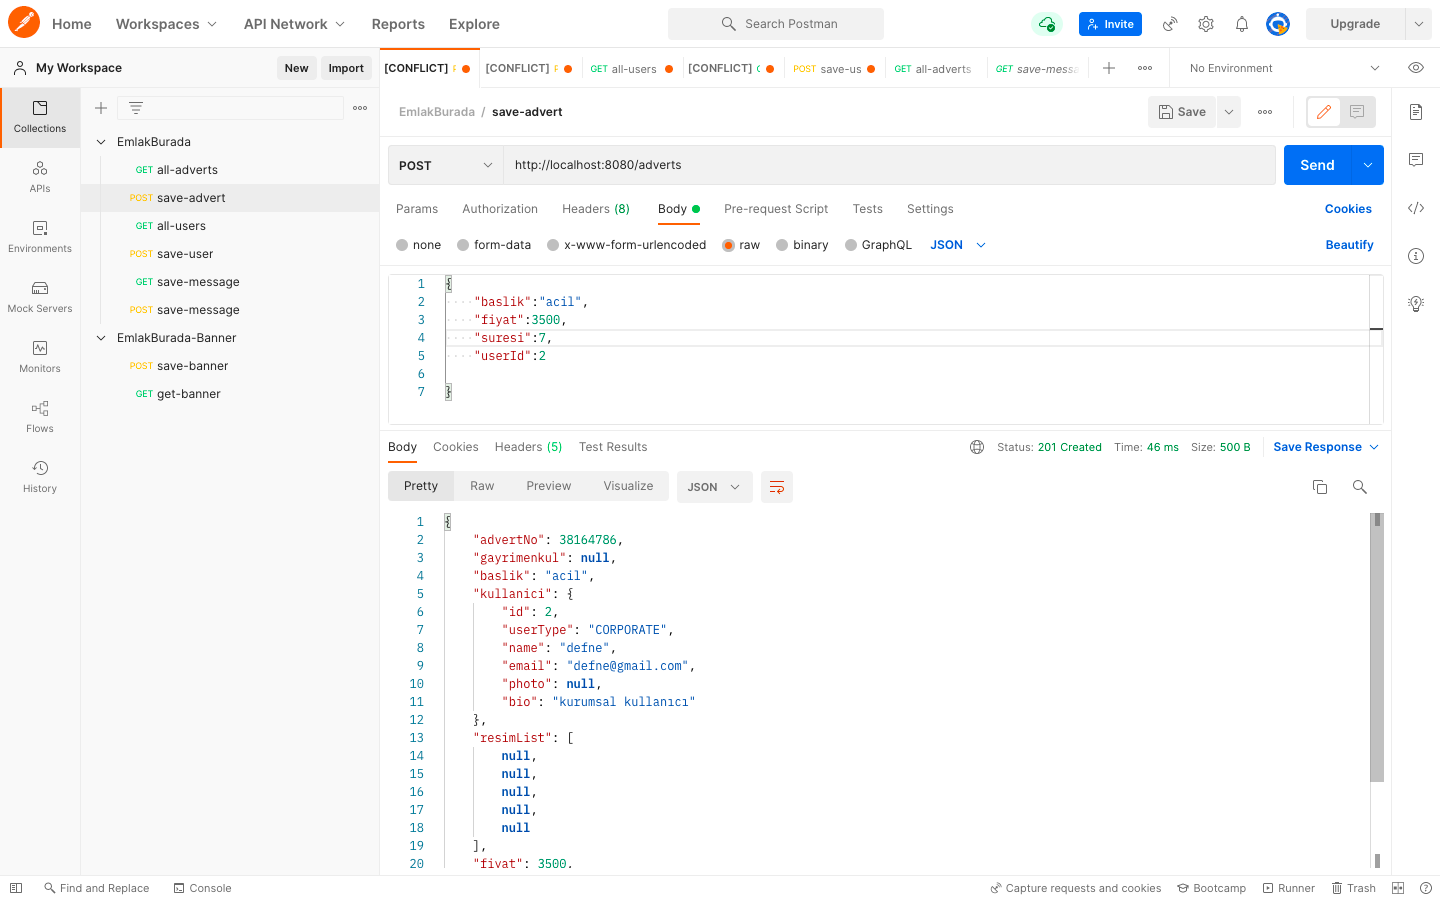 Home Workspaces API Network Reports Explore Search Postman Invite Upgrade
My Workspace New Import [CONFLICT] [CONFLICT] GET all-users [CONFLICT] POST save-us GET all-adverts GET save-messa No Environment
Collections
APIs
Environments
Mock Servers
Monitors
Flows
History
EmlakBurada
GET all-adverts
POST save-advert
GET all-users
POST save-user
GET save-message
POST save-message
EmlakBurada-Banner
POST save-banner
GET get-banner
EmlakBurada / save-advert Save
POST http://localhost:8080/adverts Send
Params Authorization Headers (8) Body Pre-request Script Tests Settings Cookies
none form-data x-www-form-urlencoded raw binary GraphQL JSON Beautify
1 {
2 "baslik":"acil",
3 "fiyat":3500,
4 "suresi":7,
5 "userId":2
6
7 }
Body Cookies Headers (5) Test Results Status: 201 Created Time: 46 ms Size: 500 B Save Response
Pretty Raw Preview Visualize JSON
1 {
2 "advertNo": 38164786,
3 "gayrimenkul": null,
4 "baslik": "acil",
5 "kullanici": {
6 "id": 2,
7 "userType": "CORPORATE",
8 "name": "defne",
9 "email": "defne@gmail.com",
10 "photo": null,
11 "bio": "kurumsal kullanıcı"
12 },
13 "resimList": [
14 null,
15 null,
16 null,
17 null,
18 null
19 ],
20 "fiyat": 3500,
Find and Replace Console Capture requests and cookies Bootcamp Runner Trash